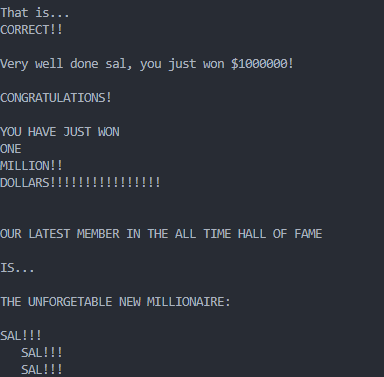 That is...
CORRECT!!
Very well done sal, you just won $1000000!
CONGRATULATIONS!
YOU HAVE JUST WON
ONE
MILLION!!
DOLLARS!!!!!!!!!!!!!!!!
OUR LATEST MEMBER IN THE ALL TIME HALL OF FAME
IS...
THE UNFORGETABLE NEW MILLIONAIRE:
SAL!!!
SAL!!!
SAL!!!